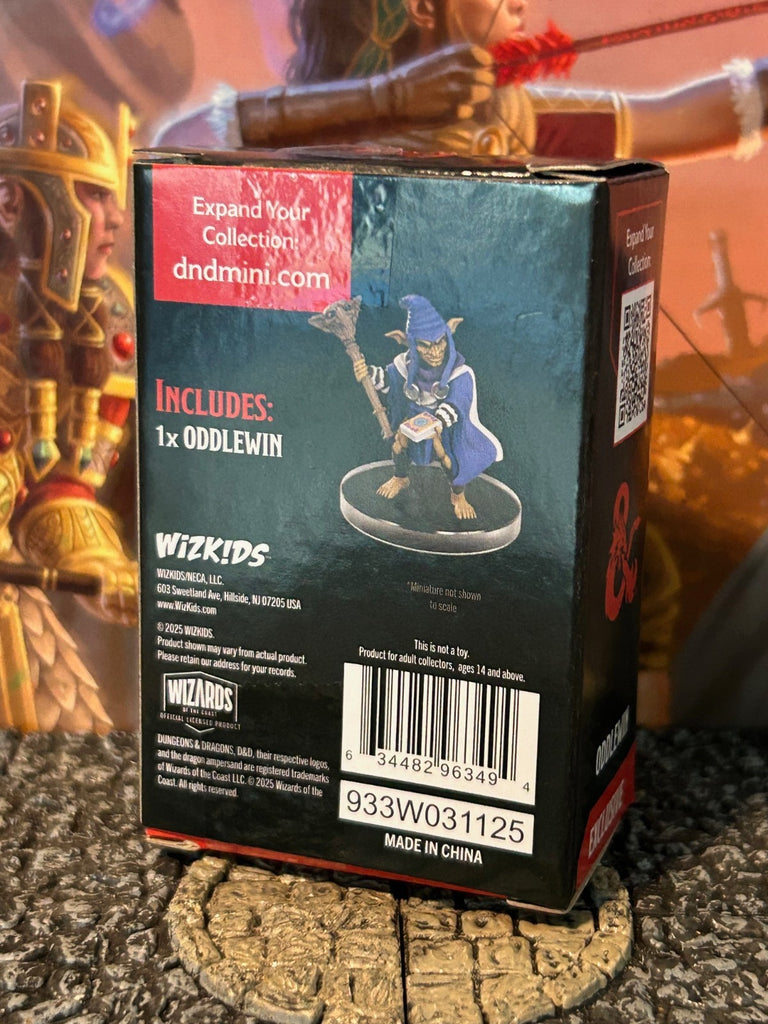 Expand Your
Collection:
dndmini.com
INCLUDES:
1x ODDLEWIN
WIZKIDS™
WIZKIDS/NECA, LLC.
603 Sweetland Ave, Hillside, NJ 07205 USA
www.WizKids.com
© 2025 WIZKIDS.
Product shown may vary from actual product.
Please retain our address for your records.
WIZARDS
OF THE COAST
OFFICIAL LICENSED PRODUCT
DUNGEONS & DRAGONS, D&D, their respective logos,
and the dragon ampersand are registered trademarks
of Wizards of the Coast LLC. © 2025 Wizards of the
Coast. All rights reserved.
*Miniature not shown
to scale
This is not a toy.
Product for adult collectors, ages 14 and above.
6 34482 96349 4
933W031125
MADE IN CHINA
Expand Your
Collection:
ODDLEWIN
EXCLUSIVE